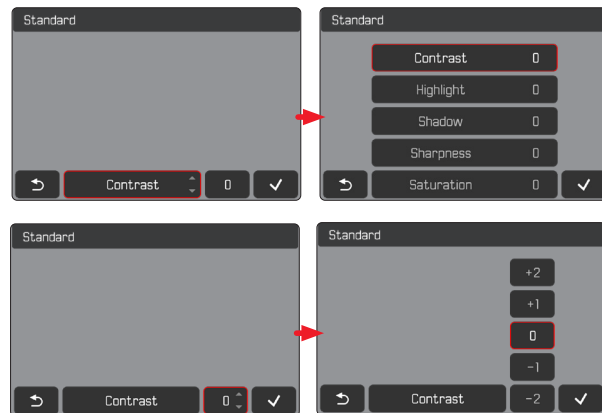 Standard
Contrast 0
Standard
Contrast 0
Highlight 0
Shadow 0
Sharpness 0
Saturation 0
Standard
Contrast 0
Standard
+2
+1
0
-1
Contrast -2